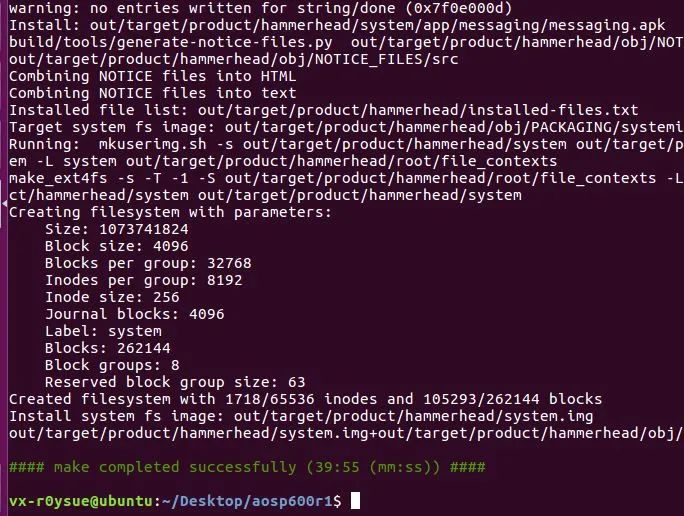 warning: no entries written for string/done (0x7f0e000d)
Install: out/target/product/hammerhead/system/app/messaging/messaging.apk
build/tools/generate-notice-files.py  out/target/product/hammerhead/obj/NOT
out/target/product/hammerhead/obj/NOTICE_FILES/src
Combining NOTICE files into HTML
Combining NOTICE files into text
Installed file list: out/target/product/hammerhead/installed-files.txt
Target system fs image: out/target/product/hammerhead/obj/PACKAGING/systemi
Running:  mkuserimg.sh -s out/target/product/hammerhead/system out/target/p
em -L system out/target/product/hammerhead/root/file_contexts
make_ext4fs -s -T -1 -S out/target/product/hammerhead/root/file_contexts -L
ct/hammerhead/system out/target/product/hammerhead/system
Creating filesystem with parameters:
    Size: 1073741824
    Block size: 4096
    Blocks per group: 32768
    Inodes per group: 8192
    Inode size: 256
    Journal blocks: 4096
    Label: system
    Blocks: 262144
    Block groups: 8
    Reserved block group size: 63
Created filesystem with 1718/65536 inodes and 105293/262144 blocks
Install system fs image: out/target/product/hammerhead/system.img
out/target/product/hammerhead/system.img+out/target/product/hammerhead/obj/
#### make completed successfully (39:55 (mm:ss)) ####
vx-r0ysue@ubuntu:~/Desktop/aosp600r1$